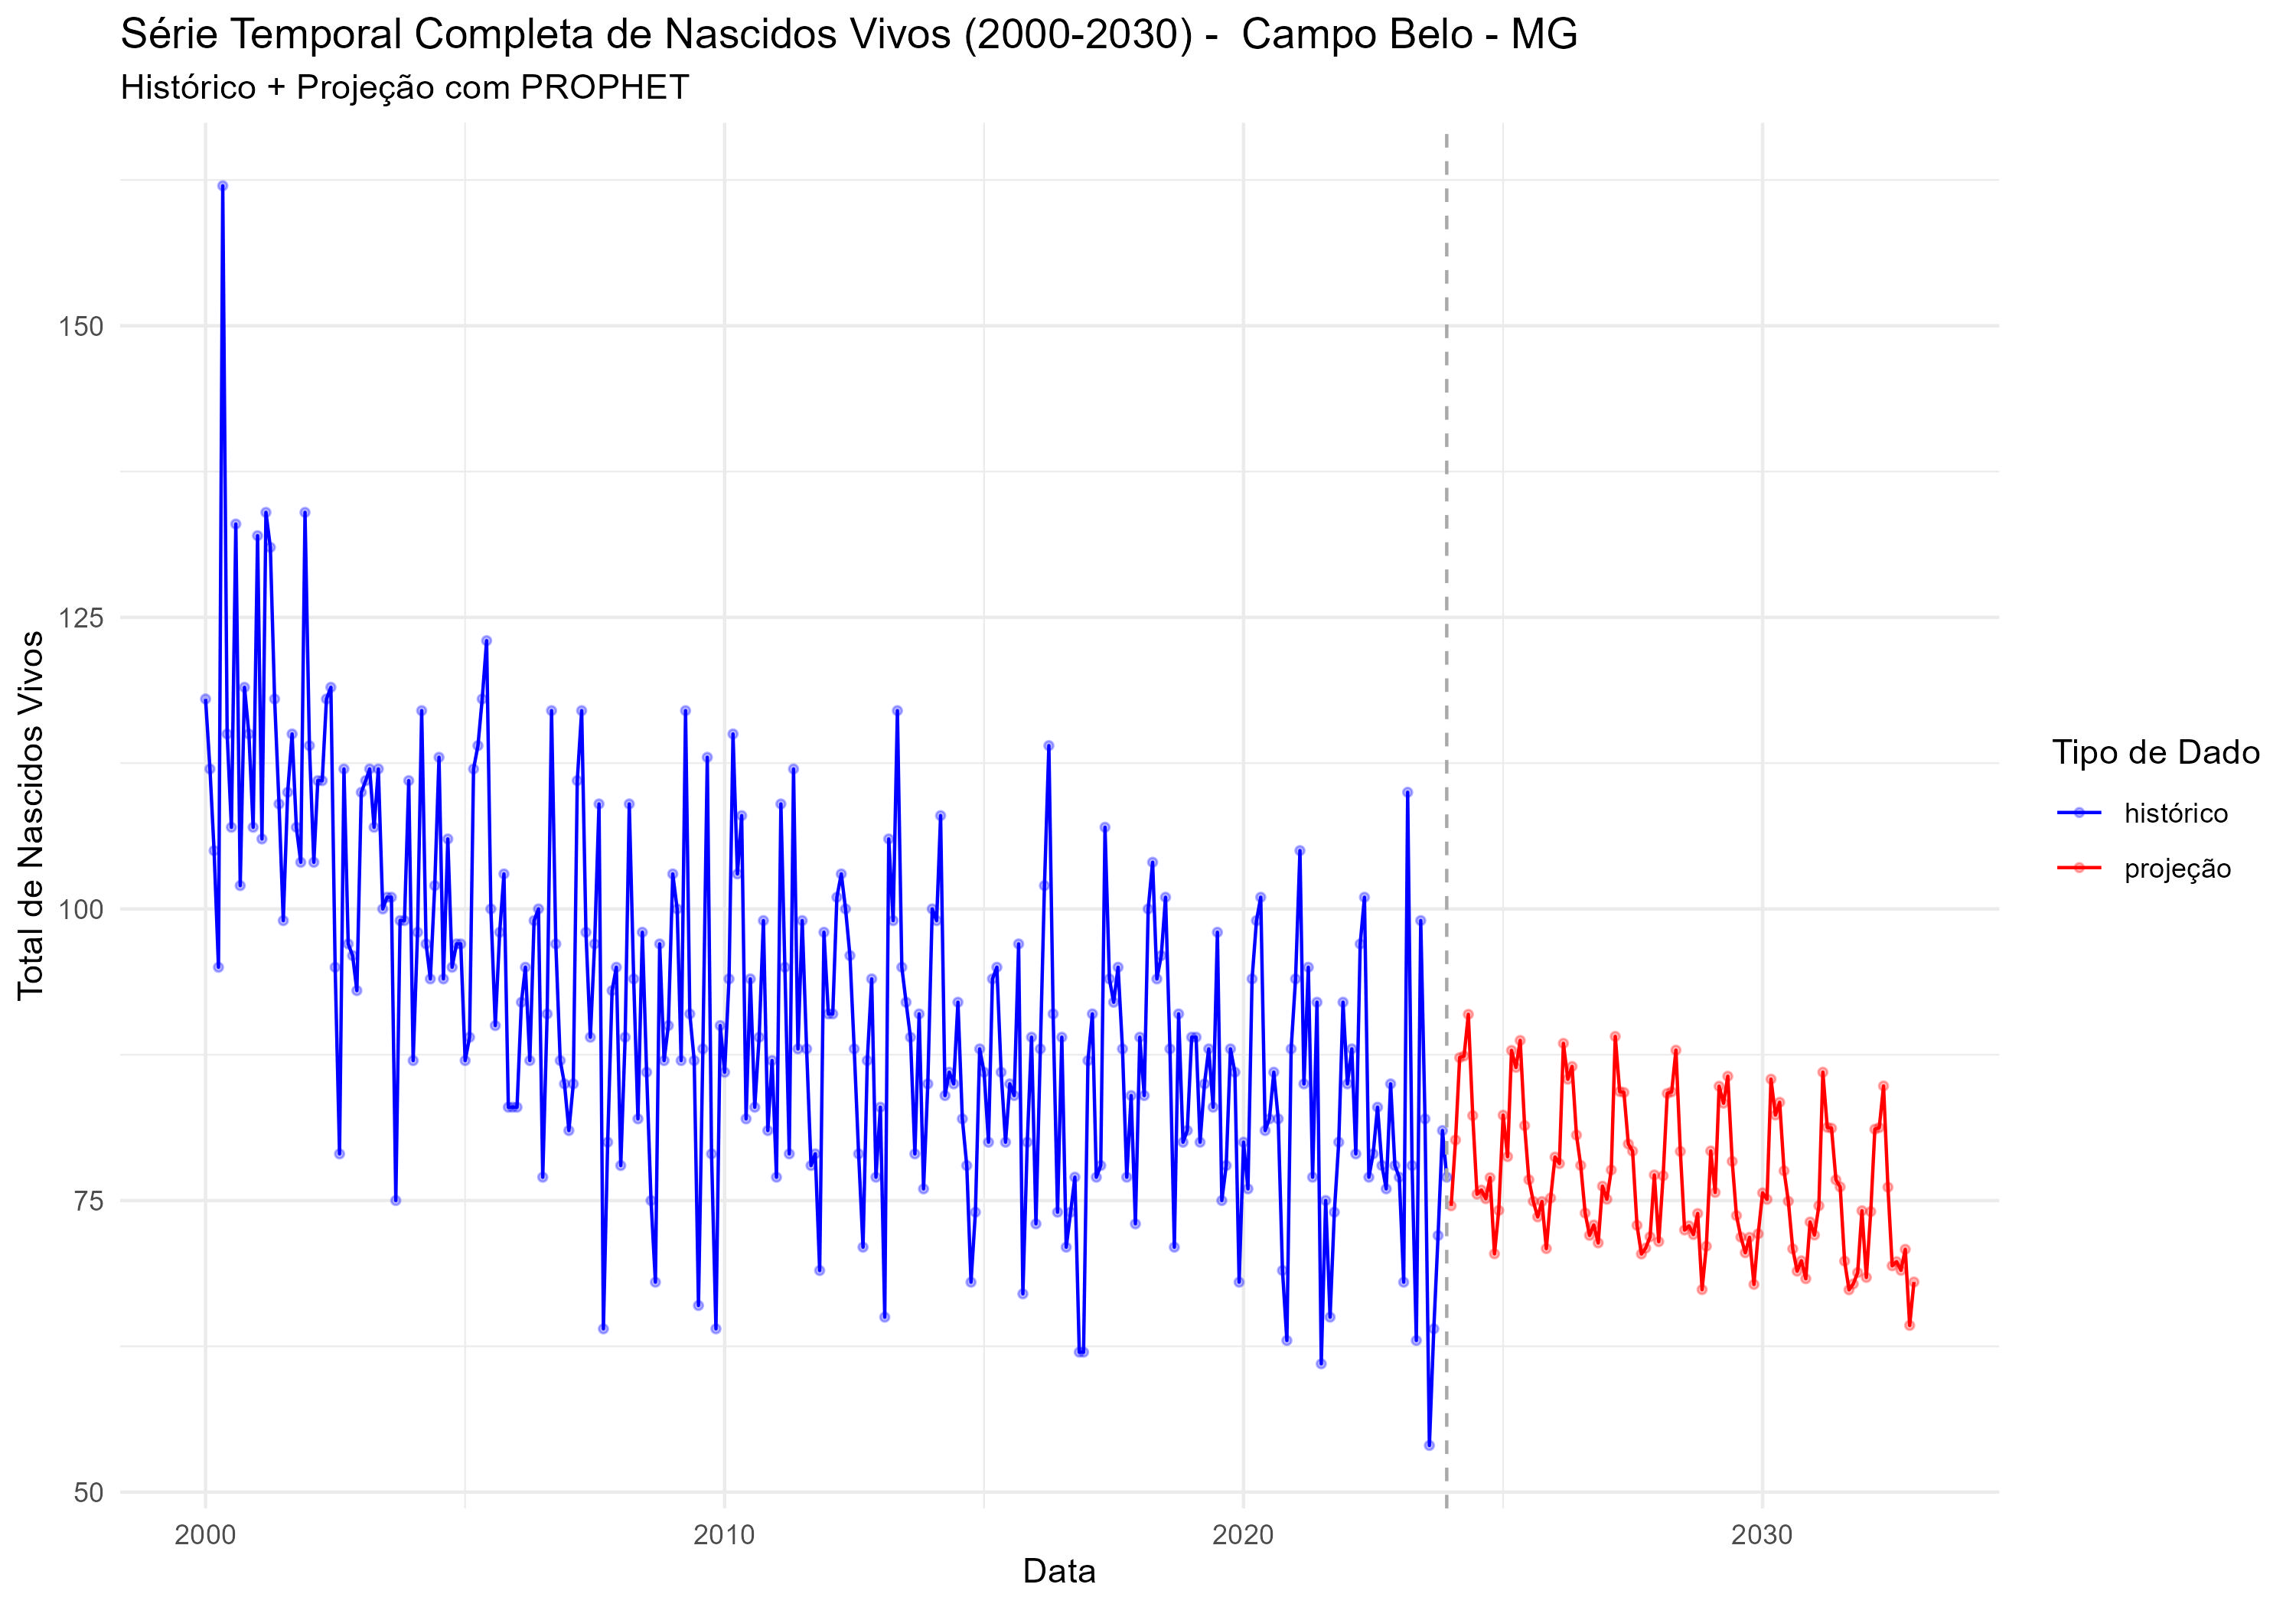 Série Temporal Completa de Nascidos Vivos (2000-2030) -  Campo Belo - MG
Histórico + Projeção com PROPHET
Total de Nascidos Vivos
150
125
100
75
50
2000
2010
2020
2030
Data
Tipo de Dado
histórico
projeção